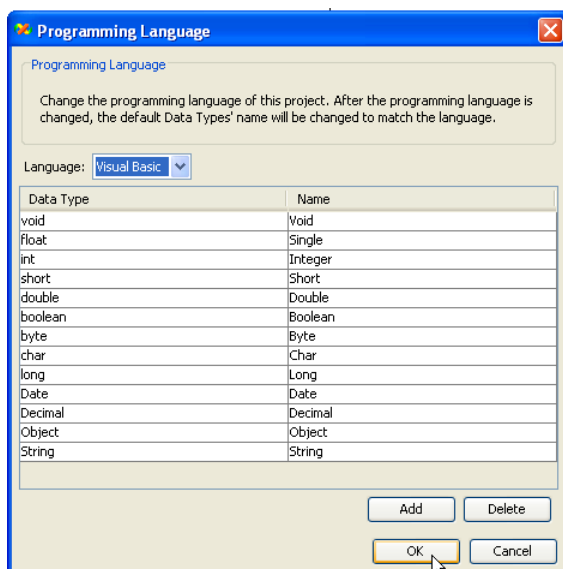 Programming Language
Programming Language
Change the programming language of this project. After the programming language is
changed, the default Data Types' name will be changed to match the language.
Language: Visual Basic
Data Type Name
void Void
float Single
int Integer
short Short
double Double
boolean Boolean
byte Byte
char Char
long Long
Date Date
Decimal Decimal
Object Object
String String
Add Delete
OK Cancel